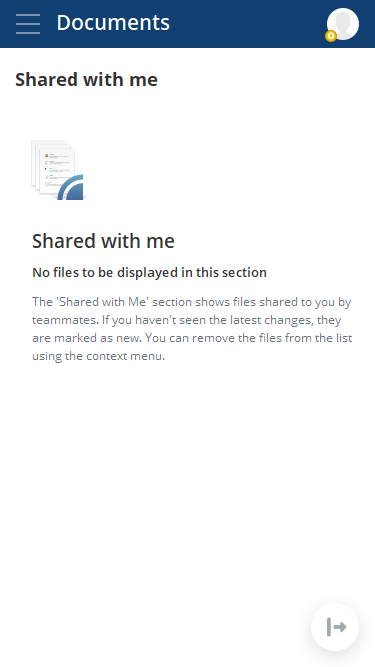 Documents
Shared with me
Shared with me
No files to be displayed in this section
The 'Shared with Me' section shows files shared to you by
teammates. If you haven't seen the latest changes, they
are marked as new. You can remove the files from the list
using the context menu.